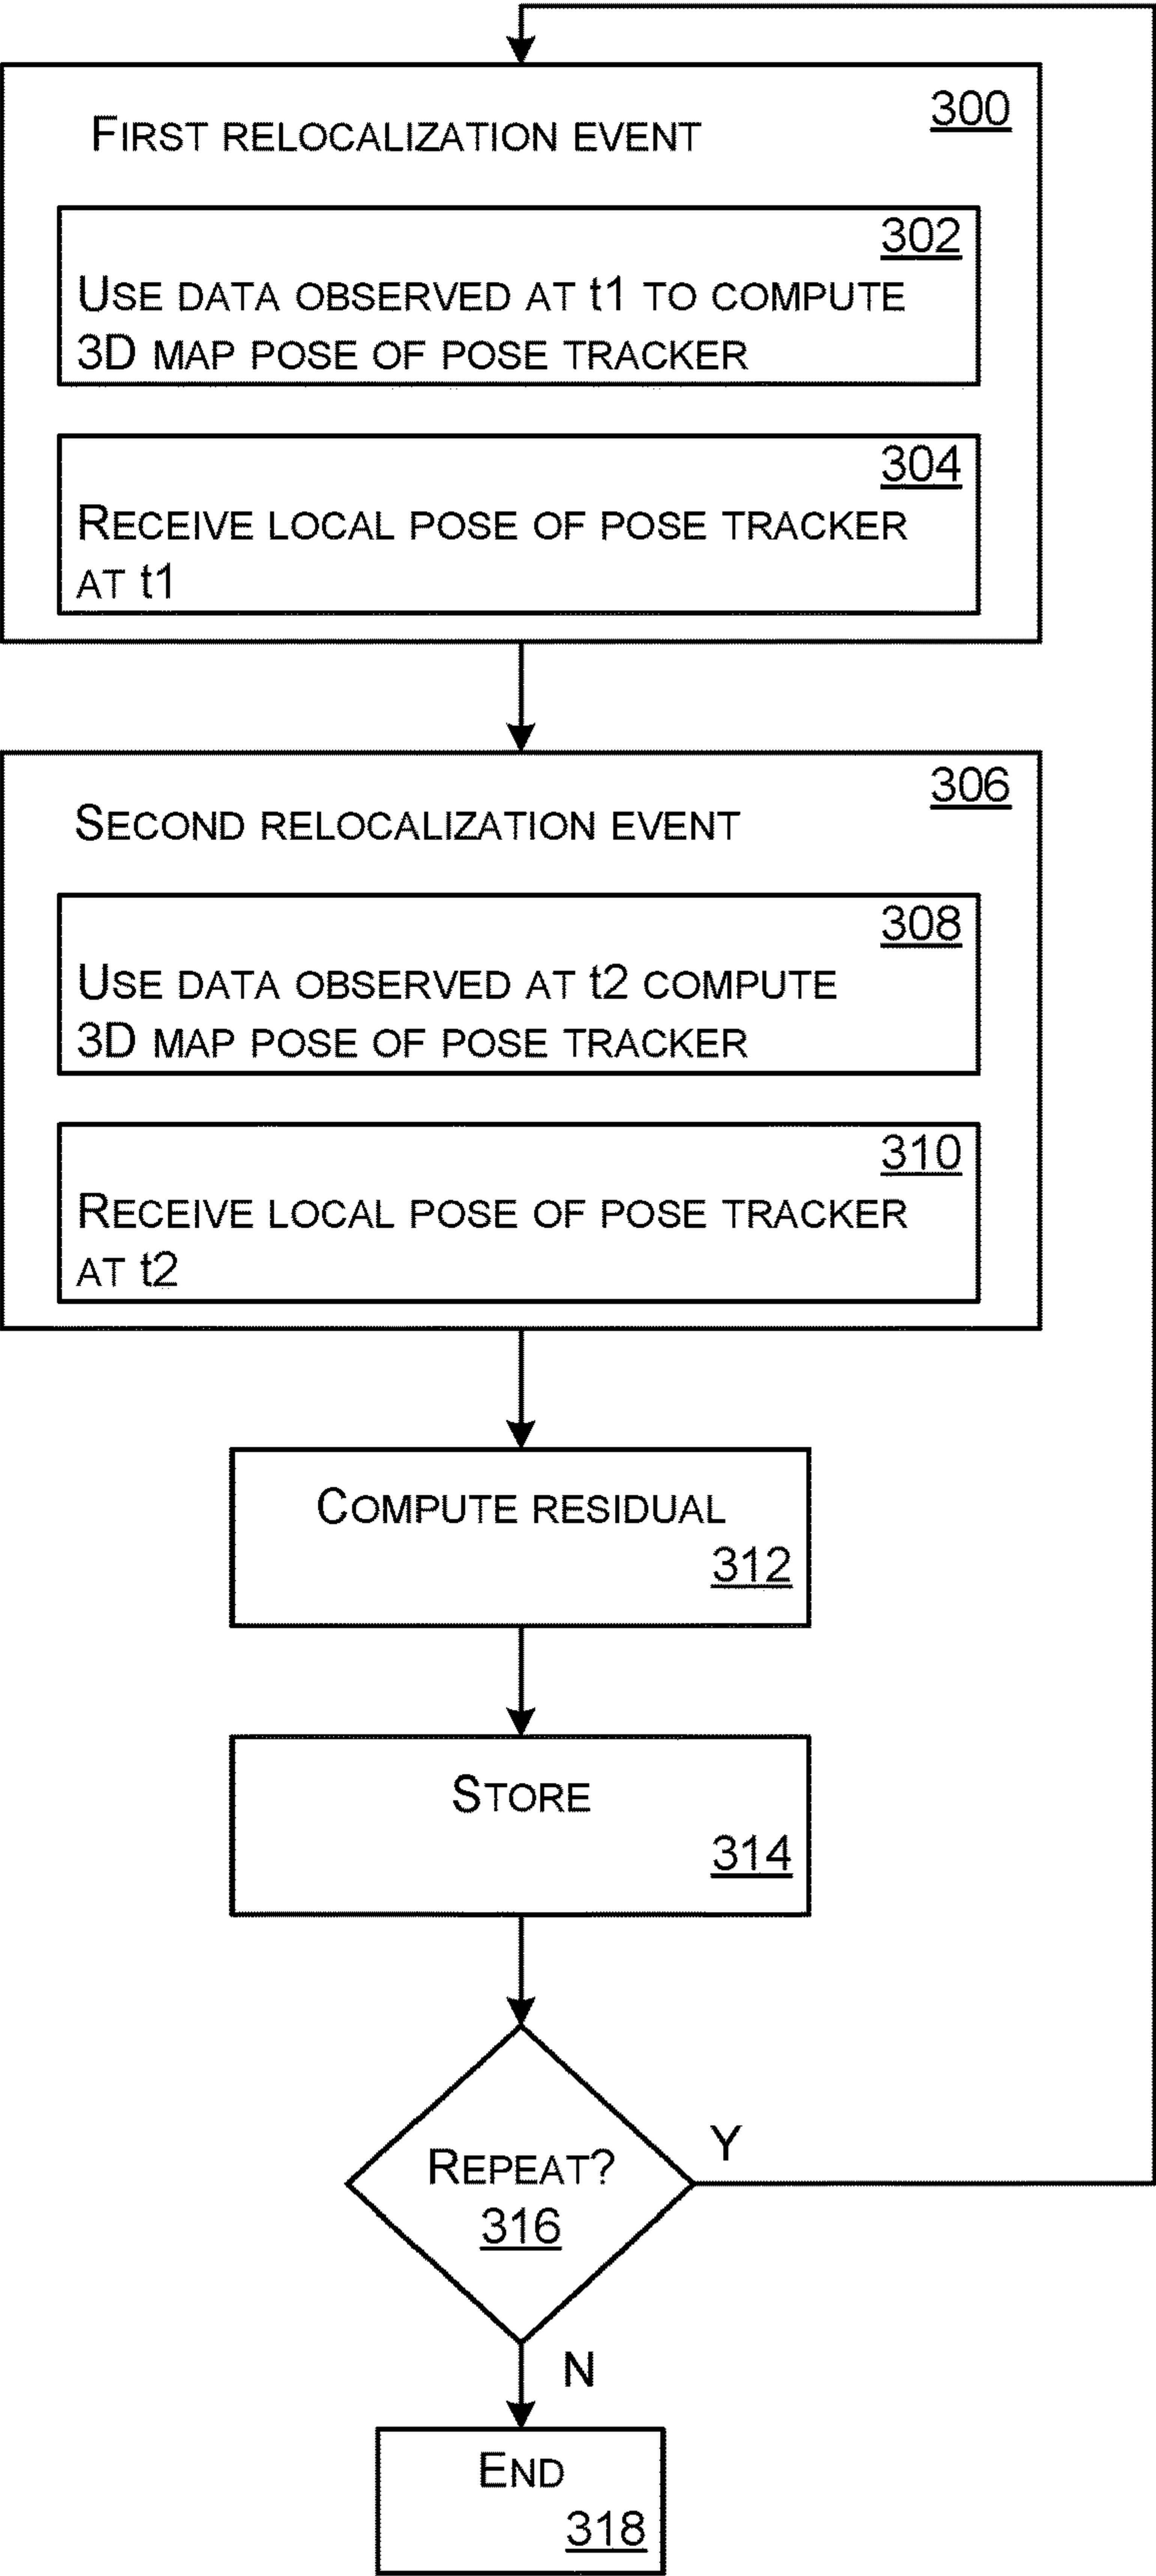 300
First relocalization event
302
Use data observed at t1 to compute
3D map pose of pose tracker
304
Receive local pose of pose tracker
at t1
306
Second relocalization event
308
Use data observed at t2 compute
3D map pose of pose tracker
310
Receive local pose of pose tracker
at t2
Compute residual
312
Store
314
Y
Repeat?
316
N
End
318